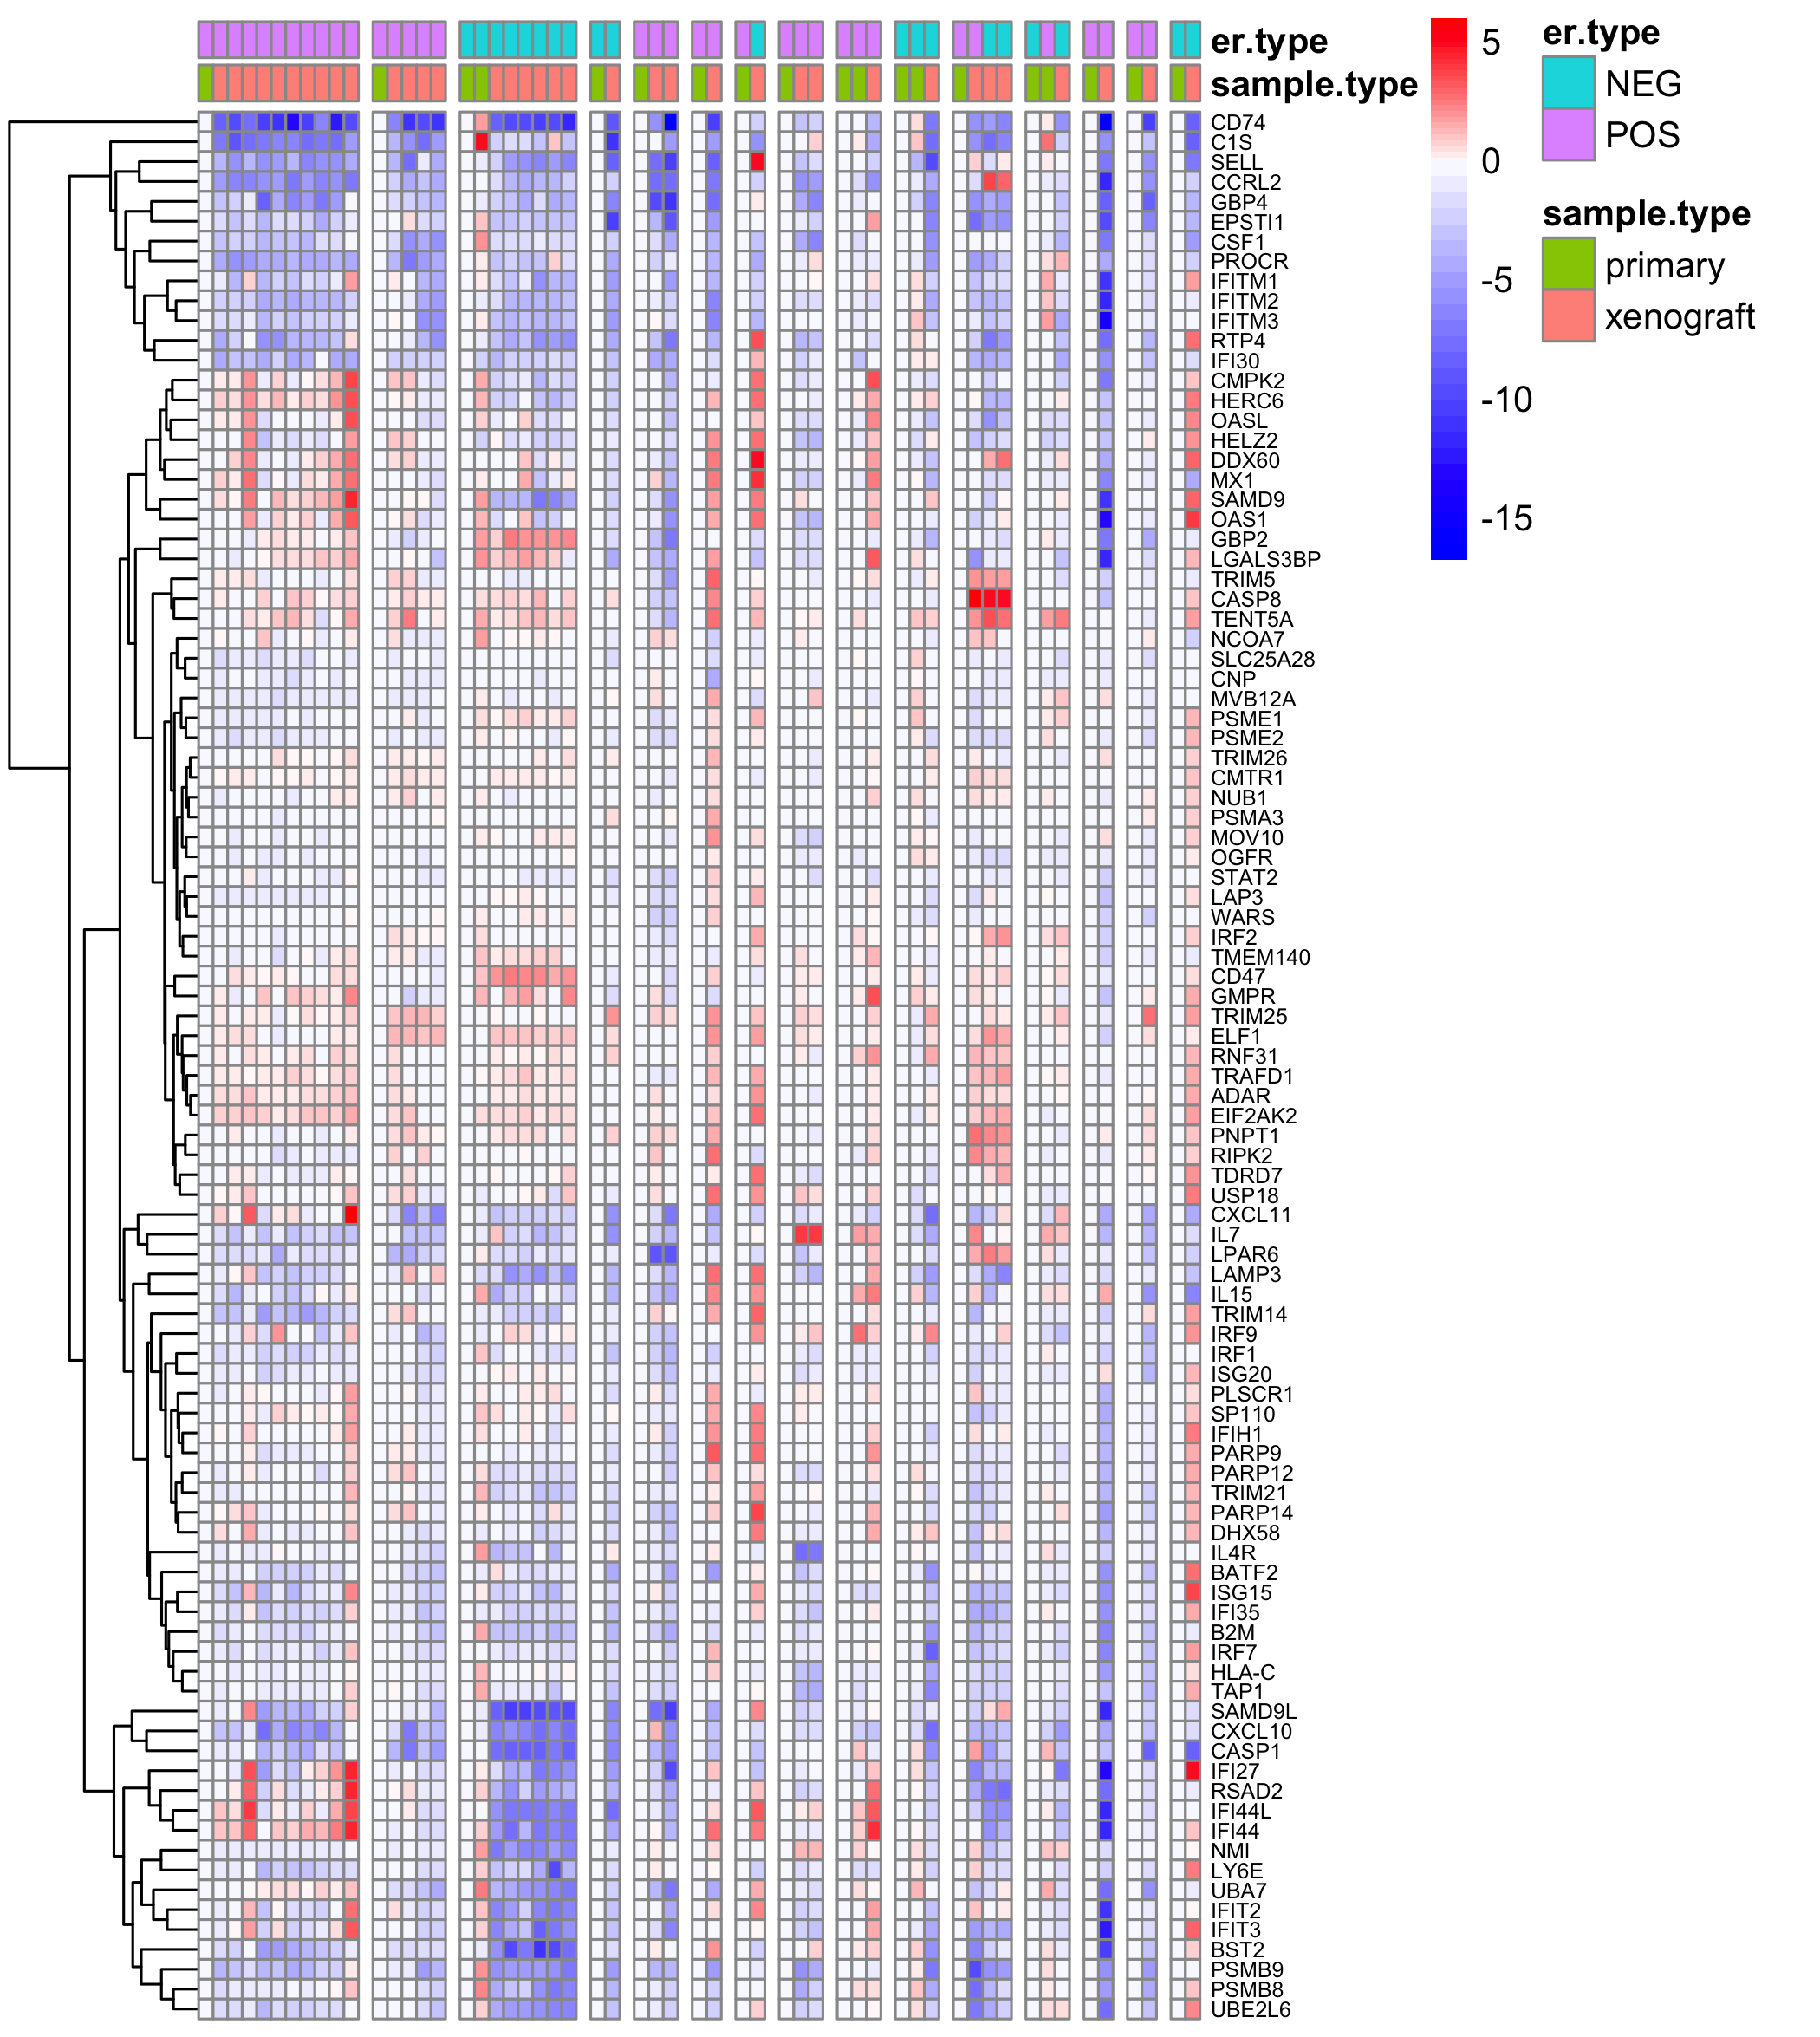 er.type
sample.type
CD74
C1S
SELL
CCRL2
GBP4
EPSTI1
CSF1
PROCR
IFITM1
IFITM2
IFITM3
RTP4
IFI30
CMPK2
HERC6
OASL
HELZ2
DDX60
MX1
SAMD9
OAS1
GBP2
LGALS3BP
TRIM5
CASP8
TENT5A
NCOA7
SLC25A28
CNP
MVB12A
PSME1
PSME2
TRIM26
CMTR1
NUB1
PSMA3
MOV10
OGFR
STAT2
LAP3
WARS
IRF2
TMEM140
CD47
GMPR
TRIM25
ELF1
RNF31
TRAFD1
ADAR
EIF2AK2
PNPT1
RIPK2
TDRD7
USP18
CXCL11
IL7
LPAR6
LAMP3
IL15
TRIM14
IRF9
IRF1
ISG20
PLSCR1
SP110
IFIH1
PARP9
PARP12
TRIM21
PARP14
DHX58
IL4R
BATF2
ISG15
IFI35
B2M
IRF7
HLA-C
TAP1
SAMD9L
CXCL10
CASP1
IFI27
RSAD2
IFI44L
IFI44
NMI
LY6E
UBA7
IFIT2
IFIT3
BST2
PSMB9
PSMB8
UBE2L6
5
0
-5
-10
-15
er.type
NEG
POS
sample.type
primary
xenograft